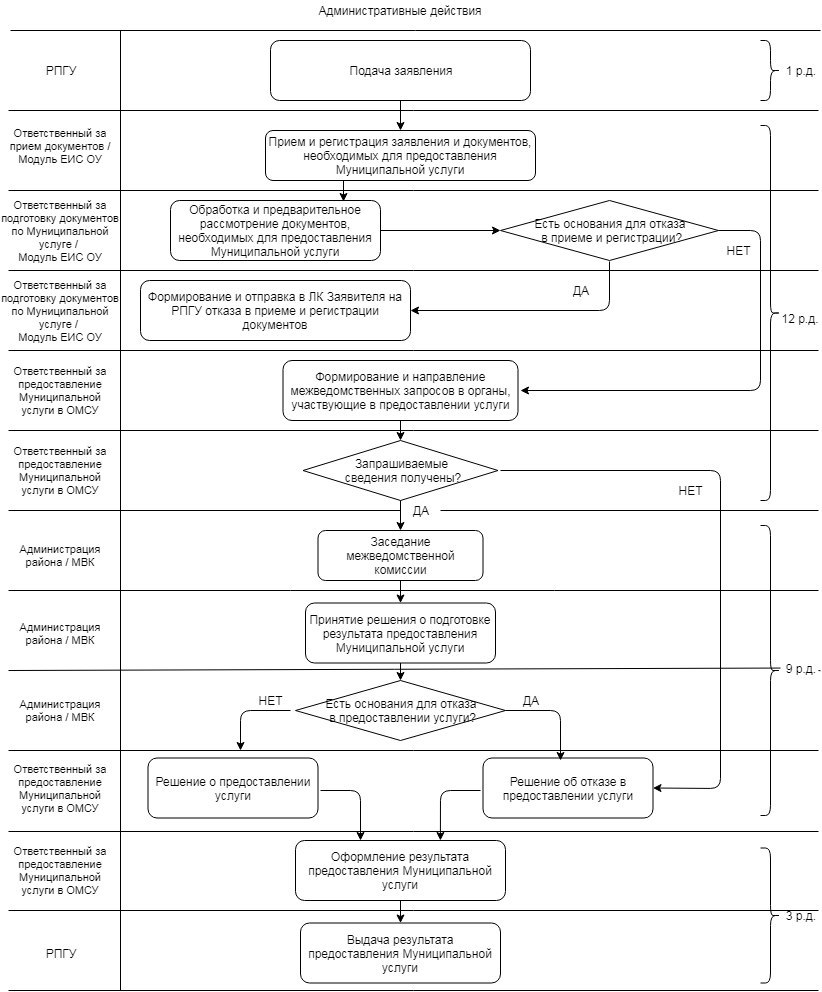 Административные действия
РПГУ
Подача заявления
1 р.д.
Ответственный за
прием документов /
Модуль ЕИС ОУ
Прием и регистрация заявления и документов,
необходимых для предоставления
Муниципальной услуги
Ответственный за
подготовку документов
по Муниципальной
услуге /
Модуль ЕИС ОУ
Обработка и предварительное
рассмотрение документов,
необходимых для предоставления
Муниципальной услуги
Есть основания для отказа
в приеме и регистрации?
НЕТ
ДА
Ответственный за
подготовку документов
по Муниципальной
услуге /
Модуль ЕИС ОУ
Формирование и отправка в ЛК Заявителя на
РПГУ отказа в приеме и регистрации
документов
12 р.д.
Ответственный за
предоставление
Муниципальной
услуги в ОМСУ
Формирование и направление
межведомственных запросов в органы,
участвующие в предоставлении услуги
Ответственный за
предоставление
Муниципальной
услуги в ОМСУ
Запрашиваемые
сведения получены?
НЕТ
ДА
Администрация
района / МВК
Заседание
межведомственной
комиссии
Администрация
района / МВК
Принятие решения о подготовке
результата предоставления
Муниципальной услуги
9 р.д.
Администрация
района / МВК
НЕТ
Есть основания для отказа
в предоставлении услуги?
ДА
Ответственный за
предоставление
Муниципальной
услуги в ОМСУ
Решение о предоставлении
услуги
Решение об отказе в
предоставлении услуги
Ответственный за
предоставление
Муниципальной
услуги в ОМСУ
Оформление результата
предоставления Муниципальной
услуги
3 р.д.
РПГУ
Выдача результата
предоставления Муниципальной
услуги